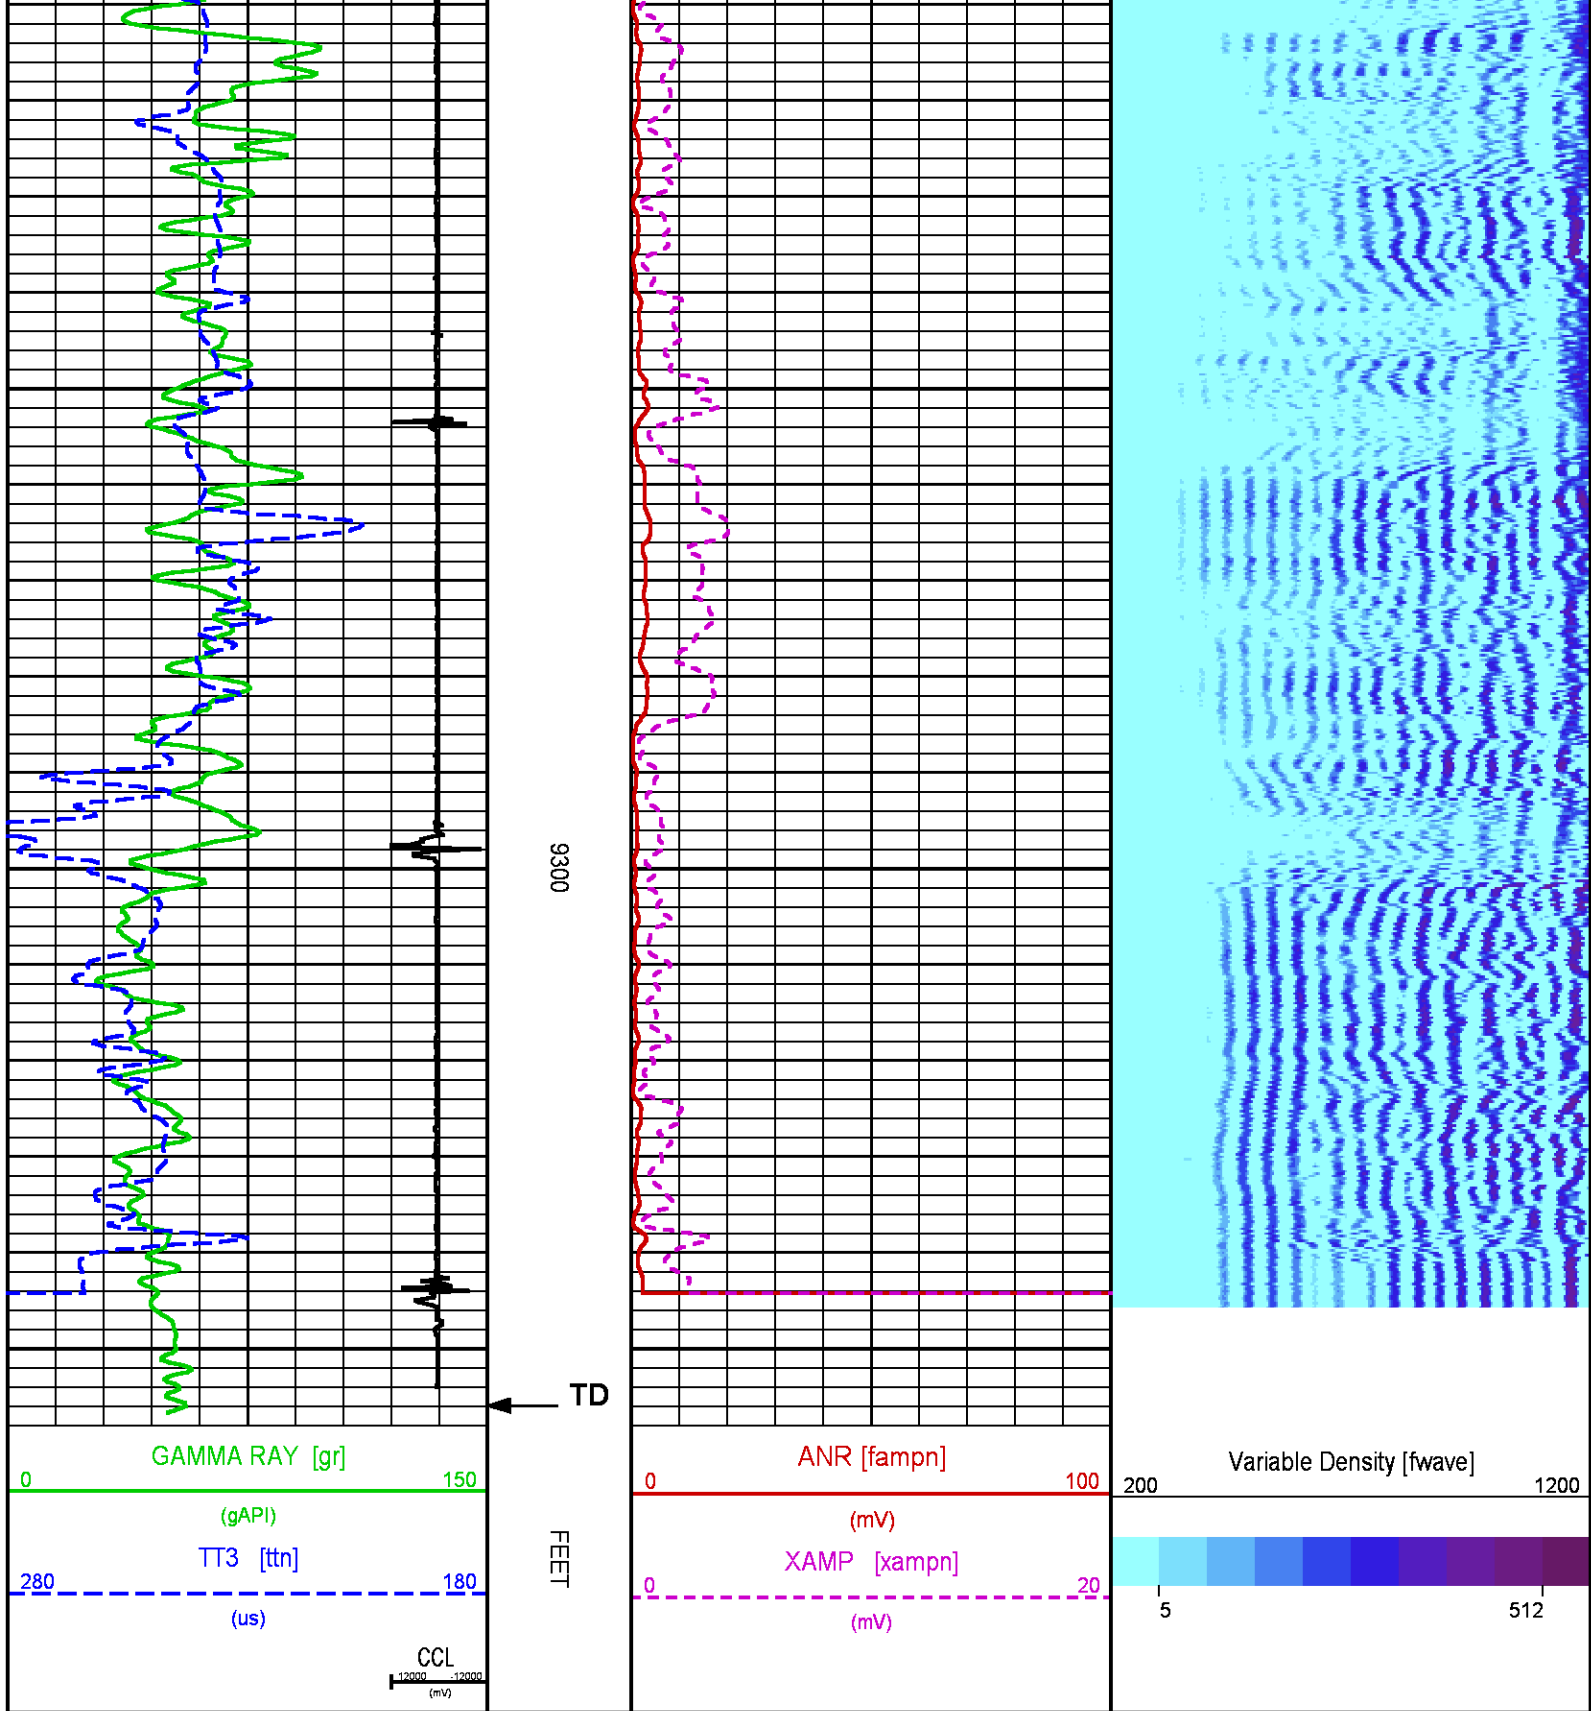 9300
TD
GAMMA RAY [gr]
0 150
(gAPI)
TT3 [ttn]
280 180
(us)
CCL
12000 -12000
(mV)
FEET
ANR [fampn]
0 100
(mV)
XAMP [xampn]
0 20
(mV)
Variable Density [fwave]
200 1200
5 512